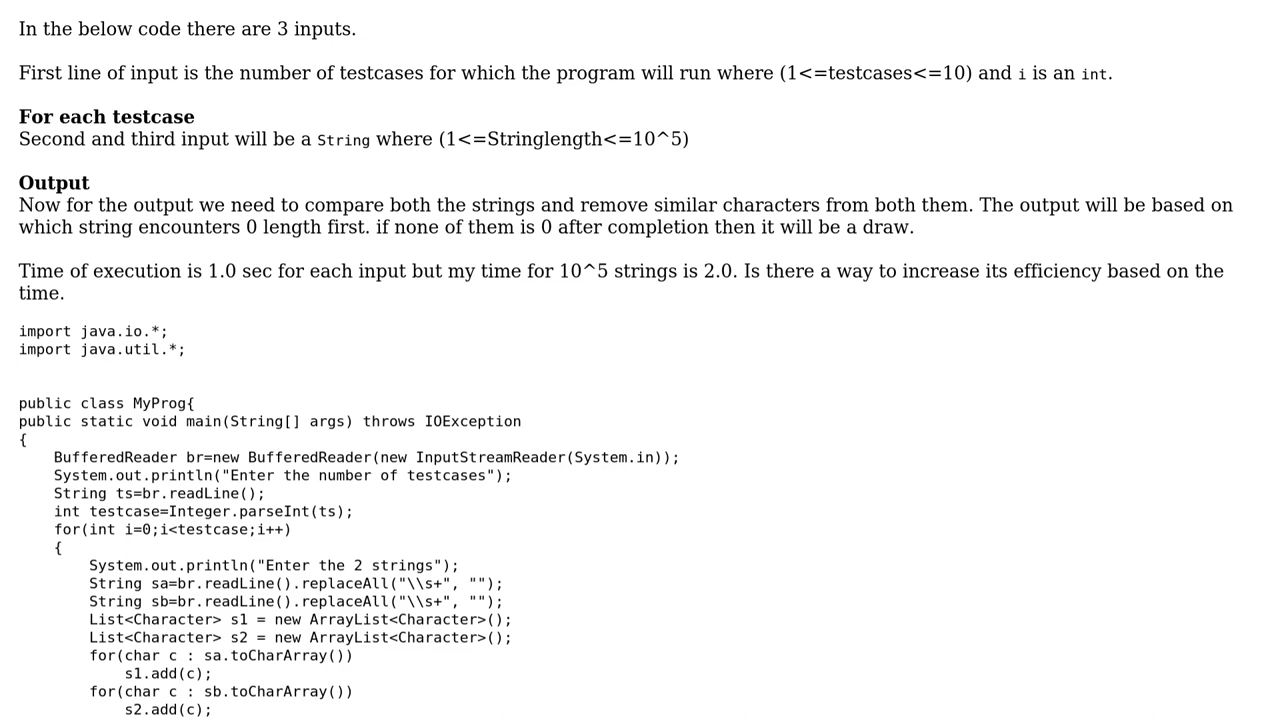 In the below code there are 3 inputs.
First line of input is the number of testcases for which the program will run where (1<=testcases<=10) and i is an int.
For each testcase
Second and third input will be a String where (1<=Stringlength<=10^5)
Output
Now for the output we need to compare both the strings and remove similar characters from both them. The output will be based on
which string encounters 0 length first. if none of them is 0 after completion then it will be a draw.
Time of execution is 1.0 sec for each input but my time for 10^5 strings is 2.0. Is there a way to increase its efficiency based on the
time.
import java.io.*;
import java.util.*;
public class MyProg{
public static void main(String[] args) throws IOException
{
    BufferedReader br=new BufferedReader(new InputStreamReader(System.in));
    System.out.println("Enter the number of testcases");
    String ts=br.readLine();
    int testcase=Integer.parseInt(ts);
    for(int i=0;i<testcase;i++)
    {
        System.out.println("Enter the 2 strings");
        String sa=br.readLine().replaceAll("\\s+", "");
        String sb=br.readLine().replaceAll("\\s+", "");
        List<Character> s1 = new ArrayList<Character>();
        List<Character> s2 = new ArrayList<Character>();
        for(char c : sa.toCharArray())
            s1.add(c);
        for(char c : sb.toCharArray())
            s2.add(c);